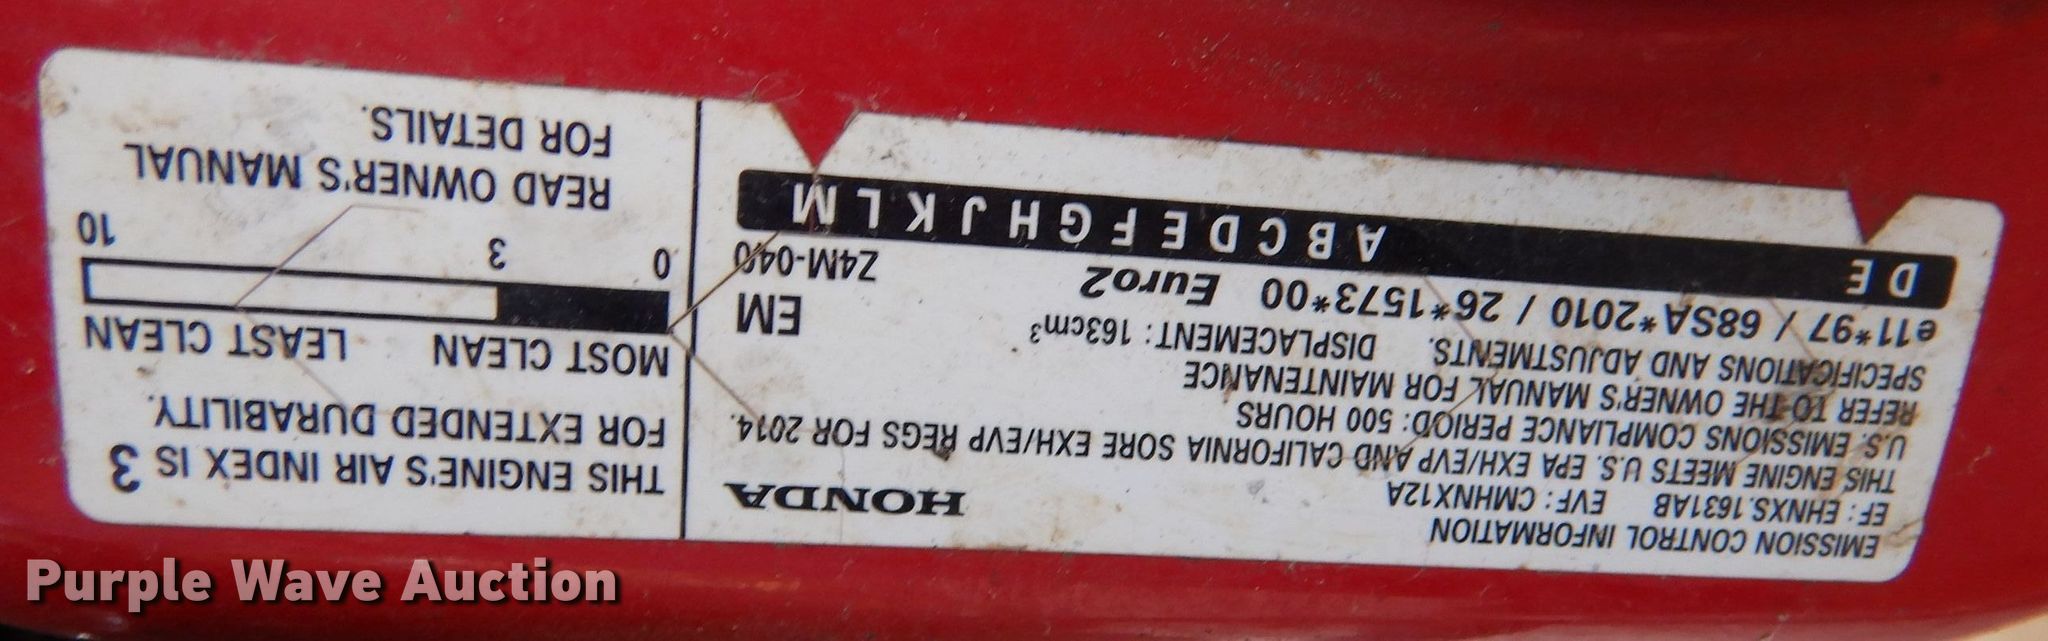 EMISSION CONTROL INFORMATION
EF : EHNXS.1631AB EVF : CMHNX12A
HONDA
THIS ENGINE MEETS U.S. EPA EXH/EVP AND CALIFORNIA SORE EXH/EVP REGS FOR 2014.
U.S. EMISSIONS COMPLIANCE PERIOD: 500 HOURS
REFER TO THE OWNER'S MANUAL FOR MAINTENANCE
SPECIFICATIONS AND ADJUSTMENTS. DISPLACEMENT : 163cm³
EM
e11*97 / 68SA*2010 / 26*1573*00 Euro2
Z4M-040
D E A B C D E F G H J K L M
THIS ENGINE'S AIR INDEX IS 3
FOR EXTENDED DURABILITY.
MOST CLEAN LEAST CLEAN
0 3 10
READ OWNER'S MANUAL
FOR DETAILS.
Purple Wave Auction